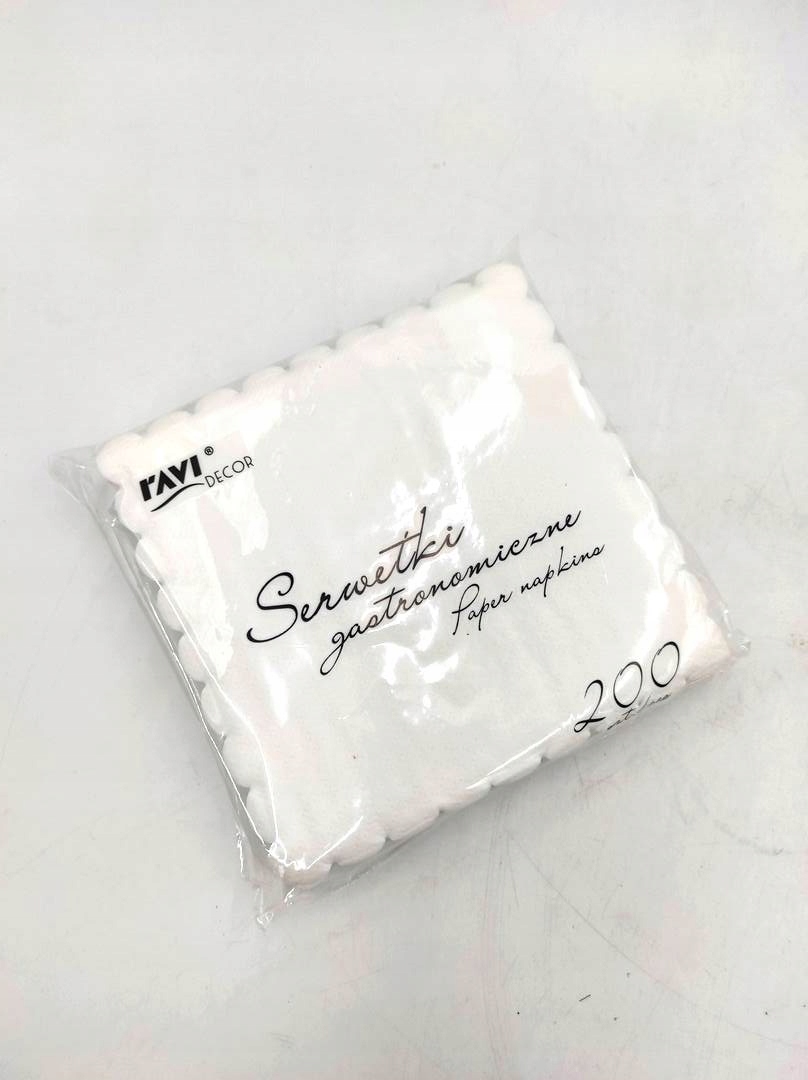 ravi®
DECOR
Serwetki
gastronomiczne
Paper napkins
200